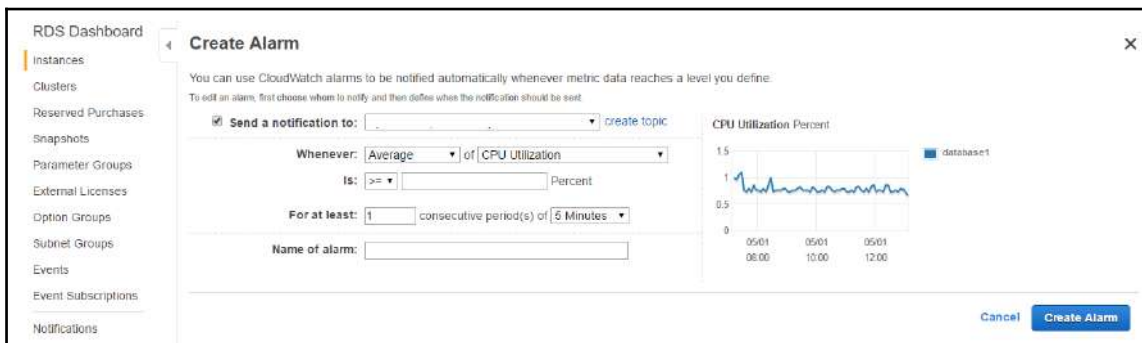 RDS Dashboard
Instances
Clusters
Reserved Purchases
Snapshots
Parameter Groups
External Licenses
Option Groups
Subnet Groups
Events
Event Subscriptions
Notifications
Create Alarm
You can use CloudWatch alarms to be notified automatically whenever metric data reaches a level you define.
To edit an alarm, first choose whom to notify and then define when the notification should be sent
Send a notification to: create topic
Whenever: Average of CPU Utilization
Is: >= Percent
For at least: 1 consecutive period(s) of 5 Minutes
Name of alarm:
CPU Utilization Percent
1.5
1
0.5
0
05/01 05/01 05/01
08:00 10:00 12:00
database1
Cancel Create Alarm